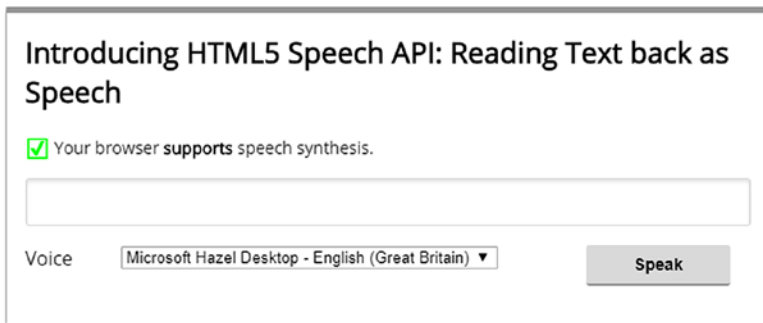 Introducing HTML5 Speech API: Reading Text back as
Speech
Your browser supports speech synthesis.
Voice Microsoft Hazel Desktop - English (Great Britain) ▼ Speak